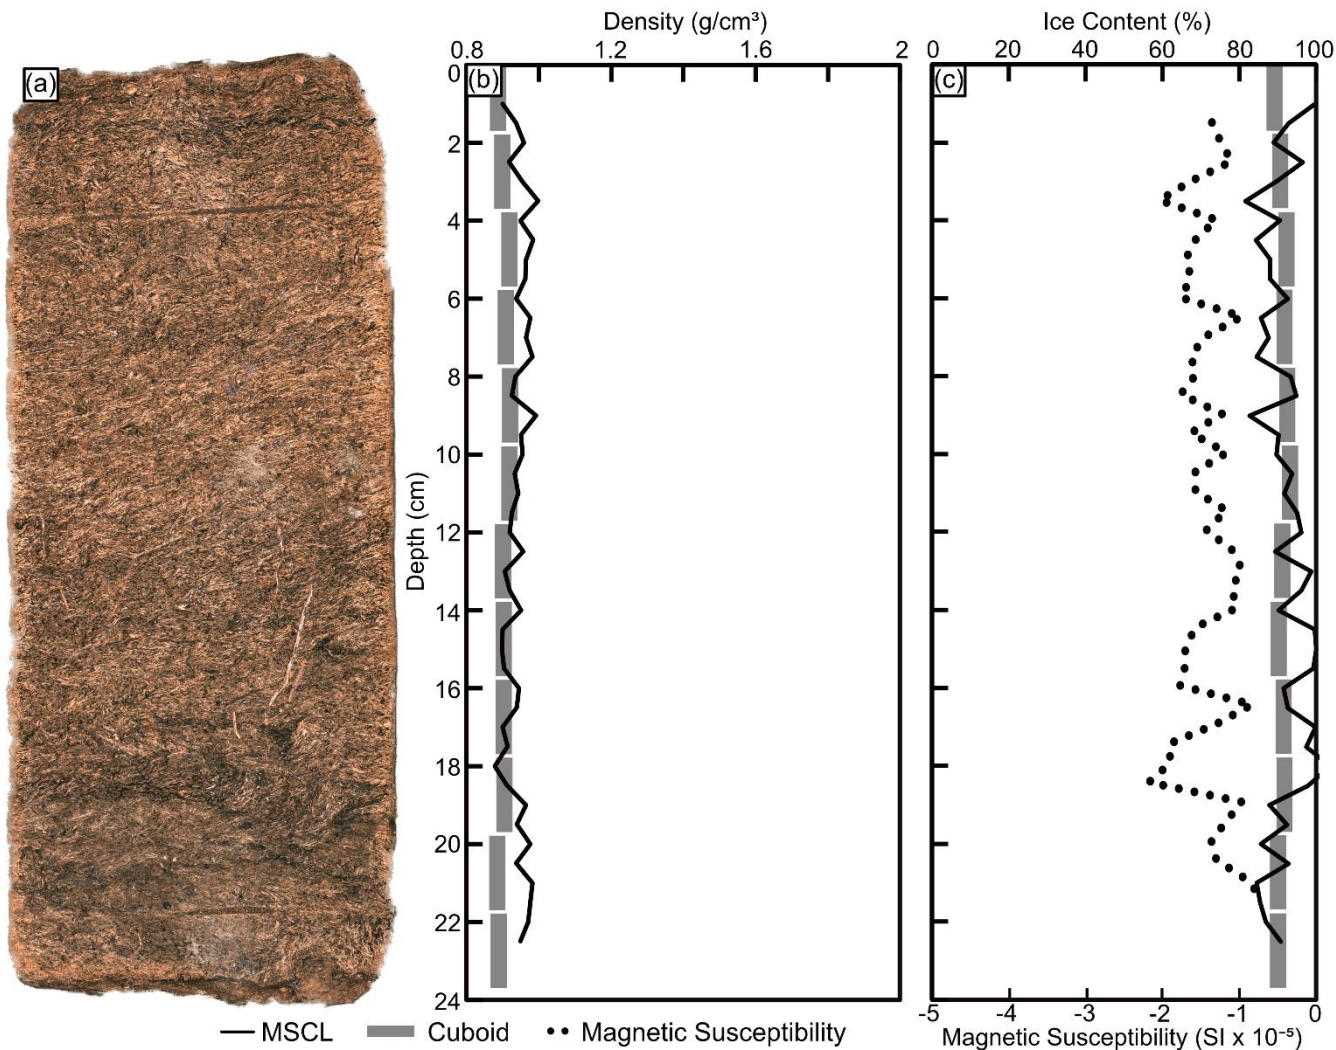 Density (g/cm³)
Ice Content (%)
0.8 1.2 1.6 2
0 20 40 60 80 100
(a)
(b)
(c)
0
2
4
6
8
10
12
14
16
18
20
22
24
Depth (cm)
-5 -4 -3 -2 -1 0
MSCL Cuboid Magnetic Susceptibility
Magnetic Susceptibility (SI x 10⁻⁵)